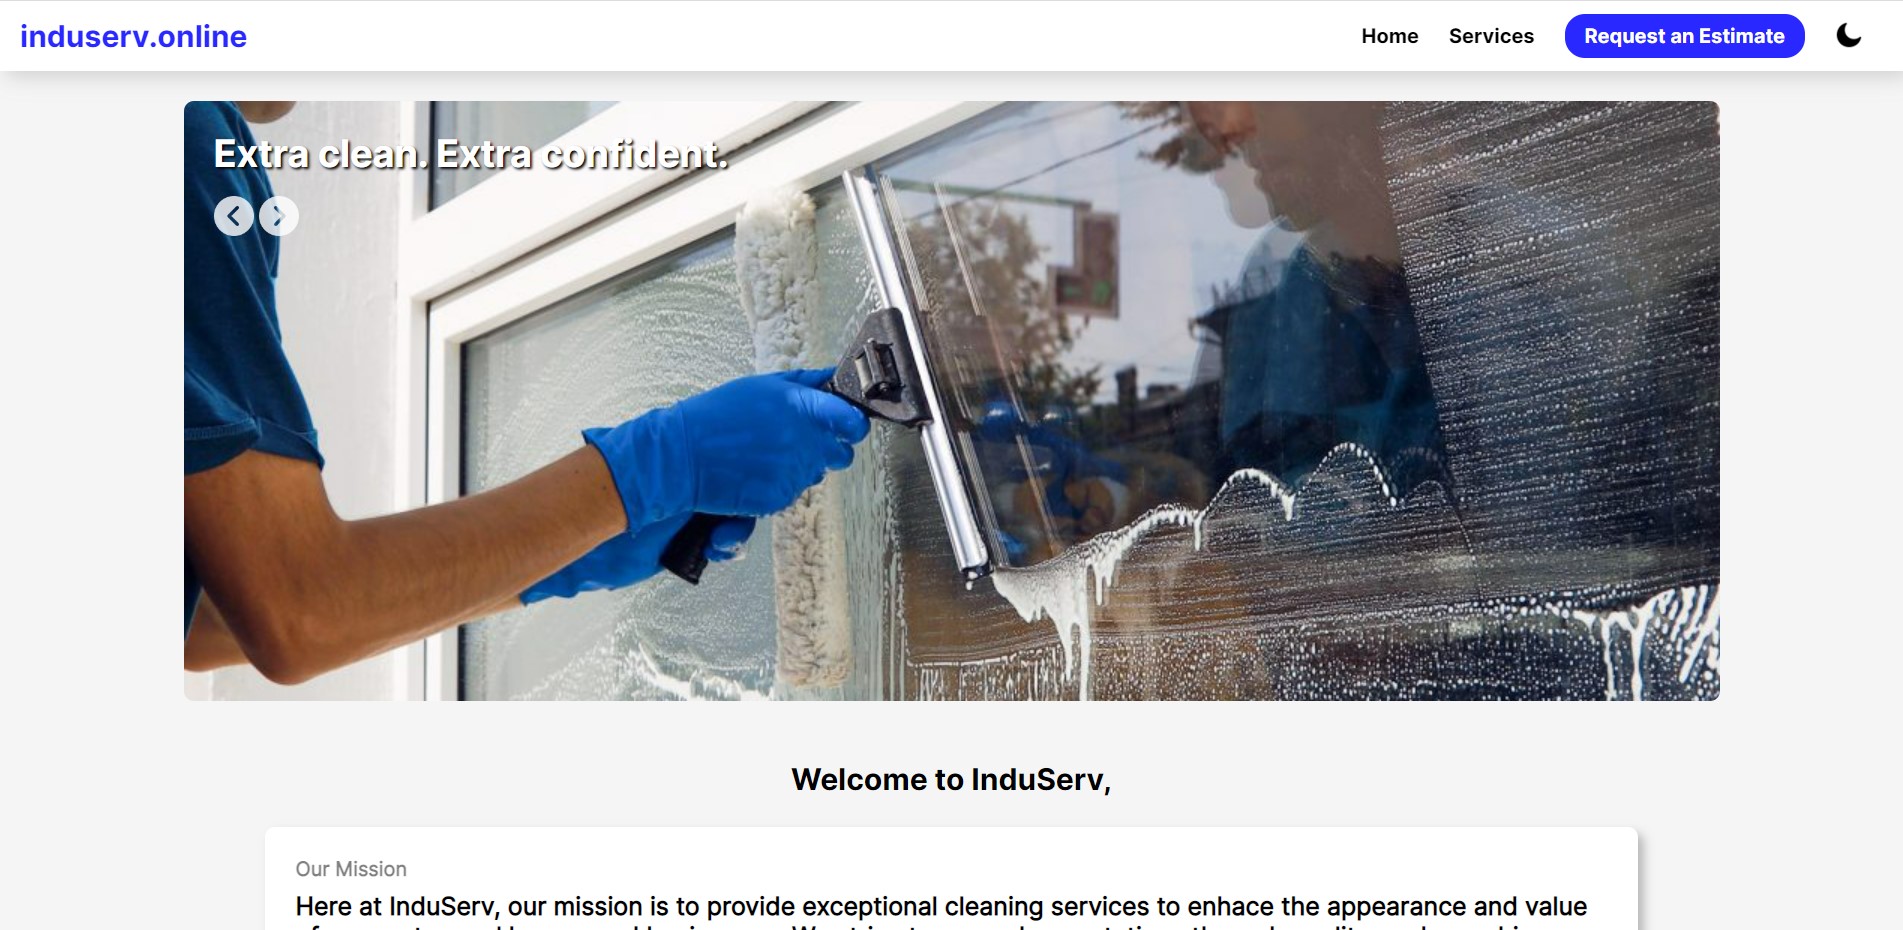 induserv.online
Home
Services
Request an Estimate
Extra clean. Extra confident.
Welcome to InduServ,
Our Mission
Here at InduServ, our mission is to provide exceptional cleaning services to enhace the appearance and value